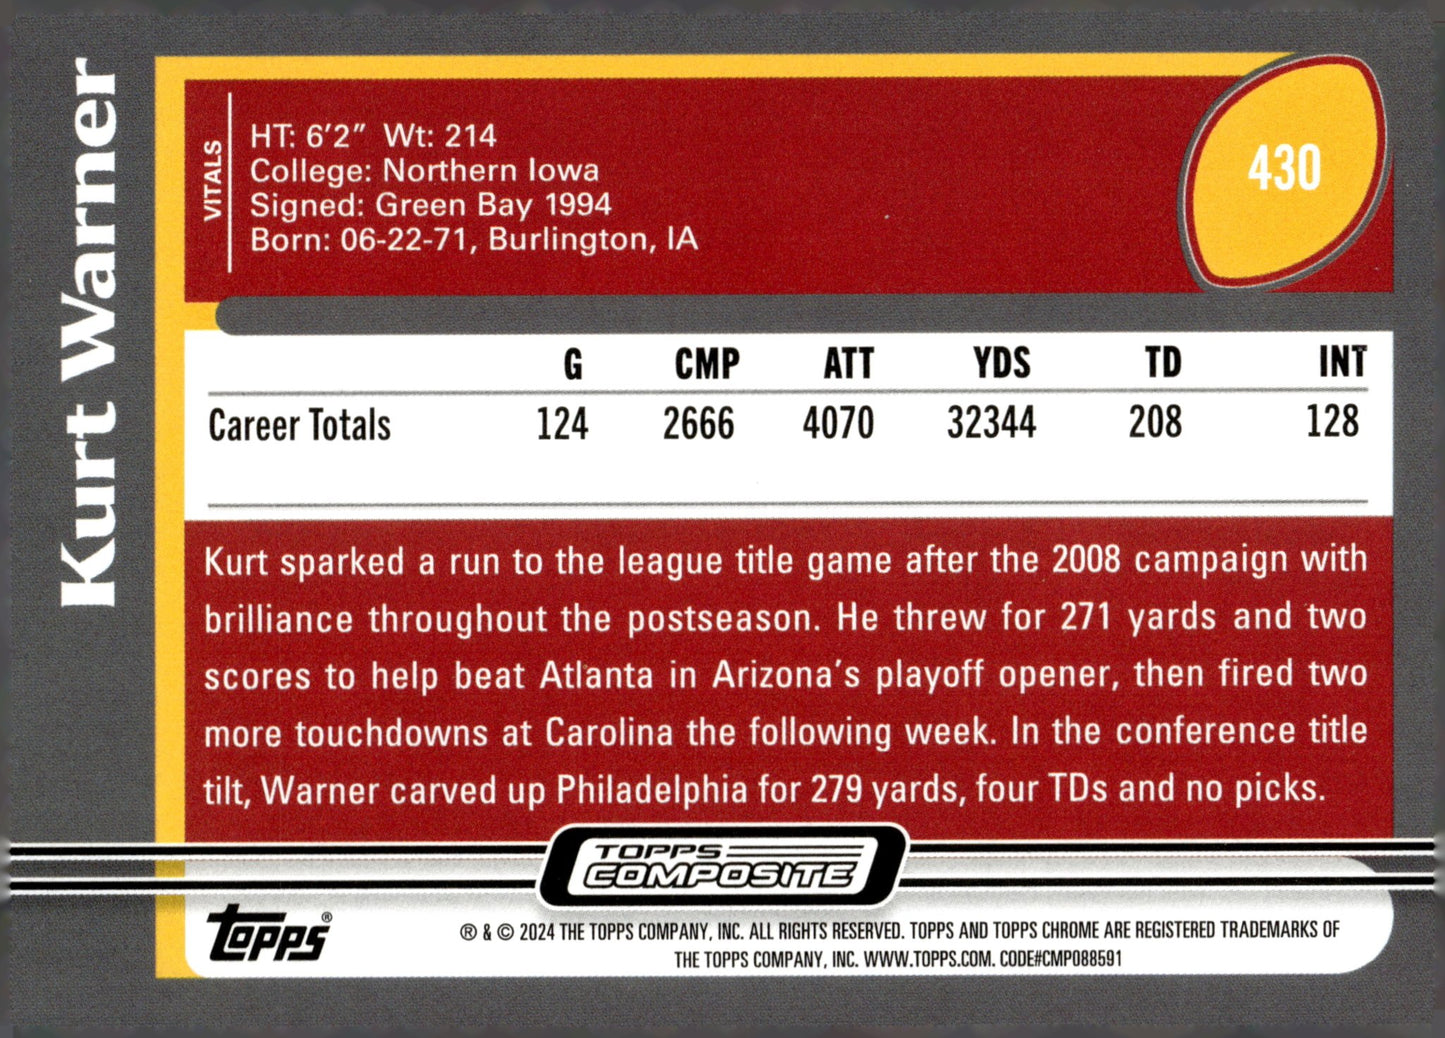 Kurt Warner
VITALS
HT: 6'2" Wt: 214
College: Northern Iowa
Signed: Green Bay 1994
Born: 06-22-71, Burlington, IA
430
G CMP ATT YDS TD INT
Career Totals 124 2666 4070 32344 208 128
Kurt sparked a run to the league title game after the 2008 campaign with
brilliance throughout the postseason. He threw for 271 yards and two
scores to help beat Atlanta in Arizona's playoff opener, then fired two
more touchdowns at Carolina the following week. In the conference title
tilt, Warner carved up Philadelphia for 279 yards, four TDs and no picks.
TOPPS
COMPOSITE
topps®
® & © 2024 THE TOPPS COMPANY, INC. ALL RIGHTS RESERVED. TOPPS AND TOPPS CHROME ARE REGISTERED TRADEMARKS OF
THE TOPPS COMPANY, INC. WWW.TOPPS.COM. CODE#CMP088591